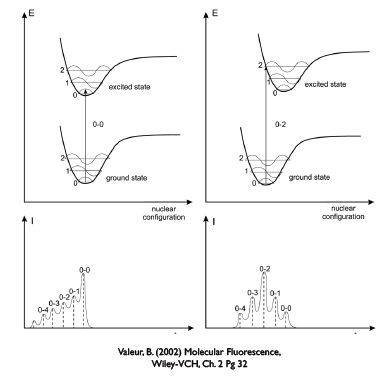 E
2
1
0
excited state
0-0
2
1
0
ground state
nuclear
configuration
E
2
1
0
excited state
0-2
2
1
0
ground state
nuclear
configuration
I
0-4
0-3
0-2
0-1
0-0
I
0-4
0-3
0-2
0-1
0-0
Valeur, B. (2002) Molecular Fluorescence,
Wiley-VCH, Ch. 2 Pg 32